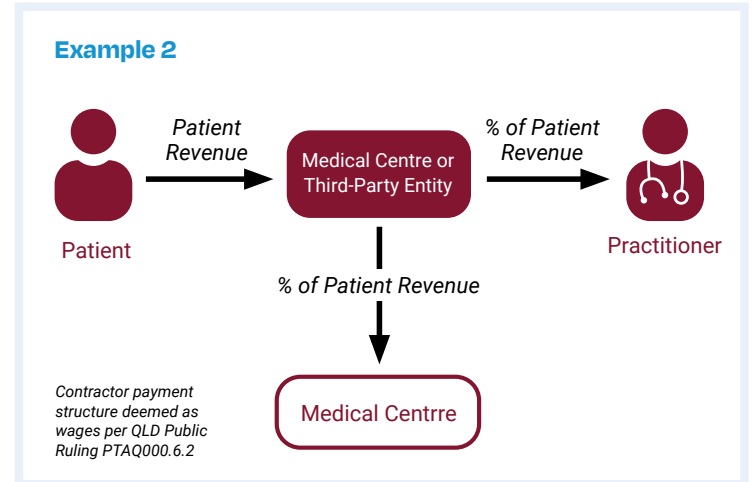 Example 2
Patient
Revenue
Medical Centre or
Third-Party Entity
% of Patient
Revenue
Patient
Practitioner
% of Patient Revenue
Contractor payment
structure deemed as
wages per QLD Public
Ruling PTAQ000.6.2
Medical Centrre